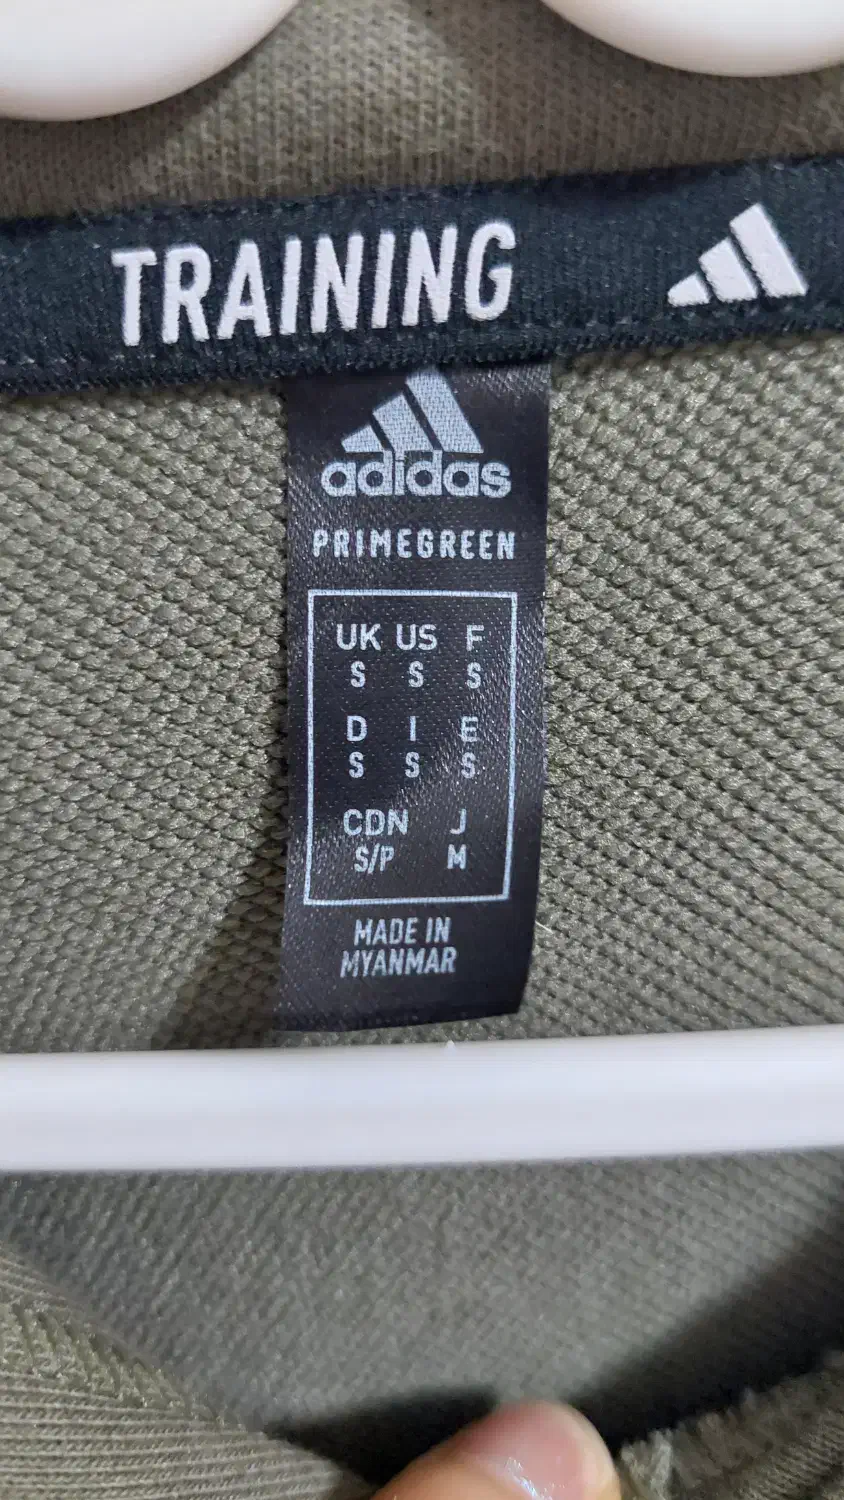 TRAINING
adidas
PRIMEGREEN
UK US F
S S S
D I E
S S S
CDN J
S/P M
MADE IN
MYANMAR